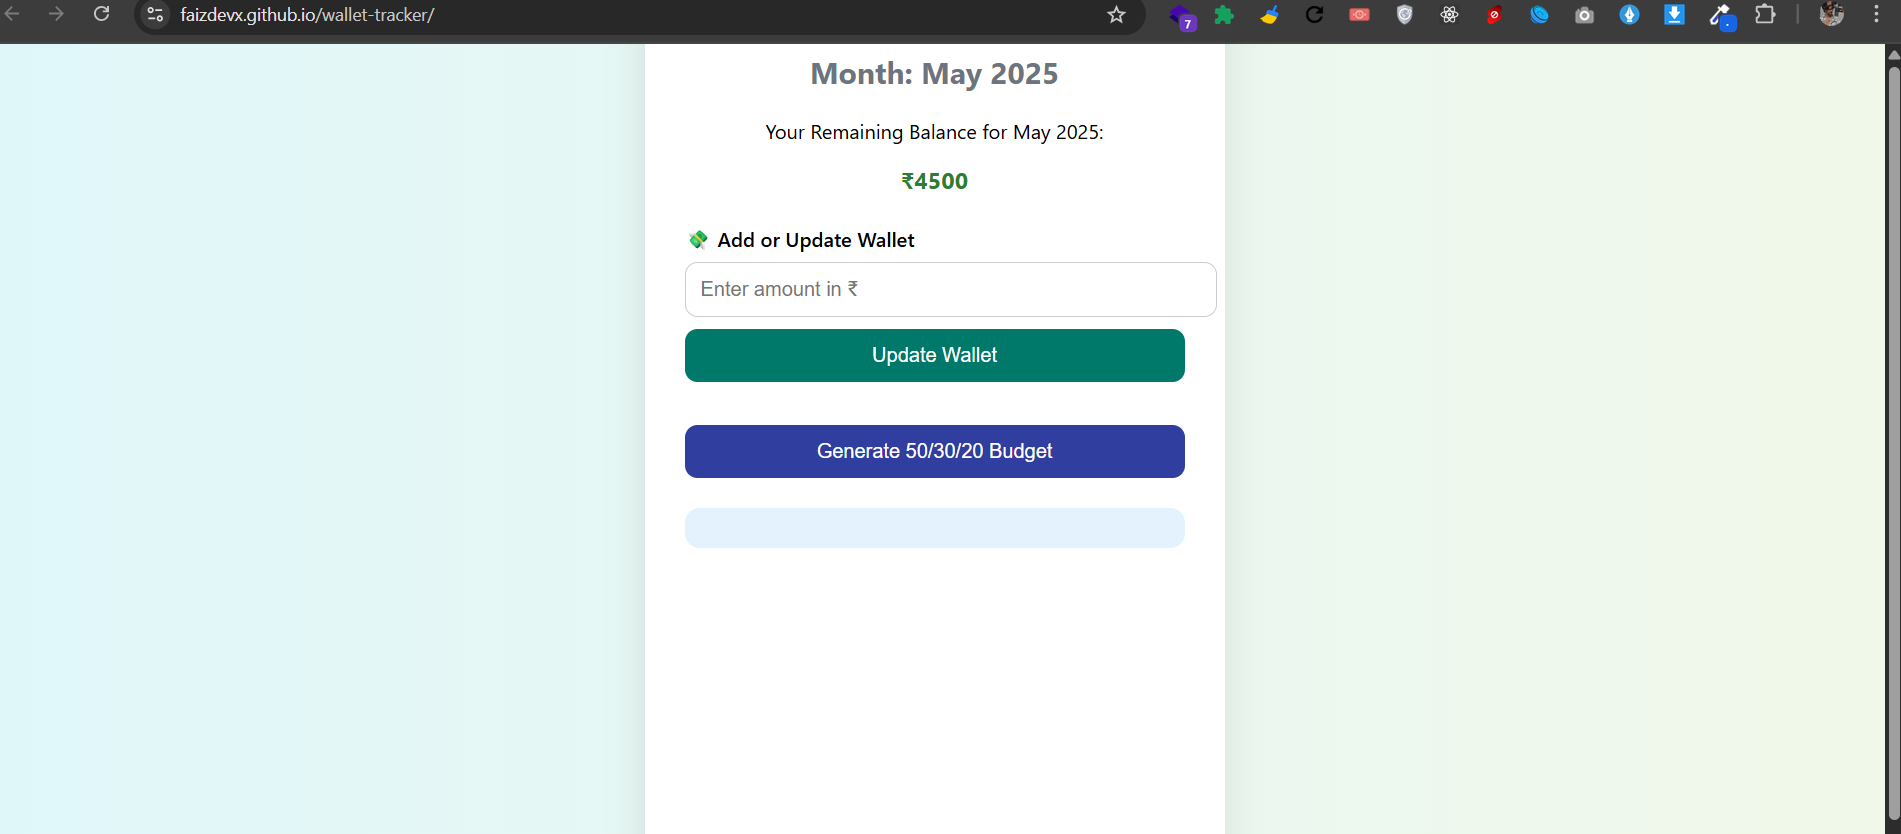 faizdevx.github.io/wallet-tracker/
7
Month: May 2025
Your Remaining Balance for May 2025:
₹4500
💸 Add or Update Wallet
Enter amount in ₹
Update Wallet
Generate 50/30/20 Budget